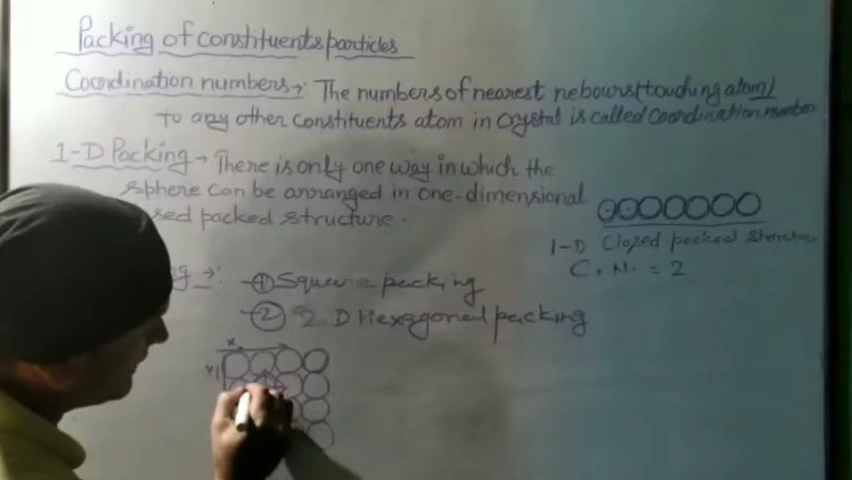 Packing of constituents particles
Coordination numbers→: The numbers of nearest nebours (touching atom)
to any other constituents atom in crystal is called coordination number
1-D Packing → There is only one way in which the
sphere can be arranged in one-dimensional
sed packed structure.
1-D Closed packed
C.N. = 2
ng →:
① Square packing
② 2-D Hexagonal packing
X
Y